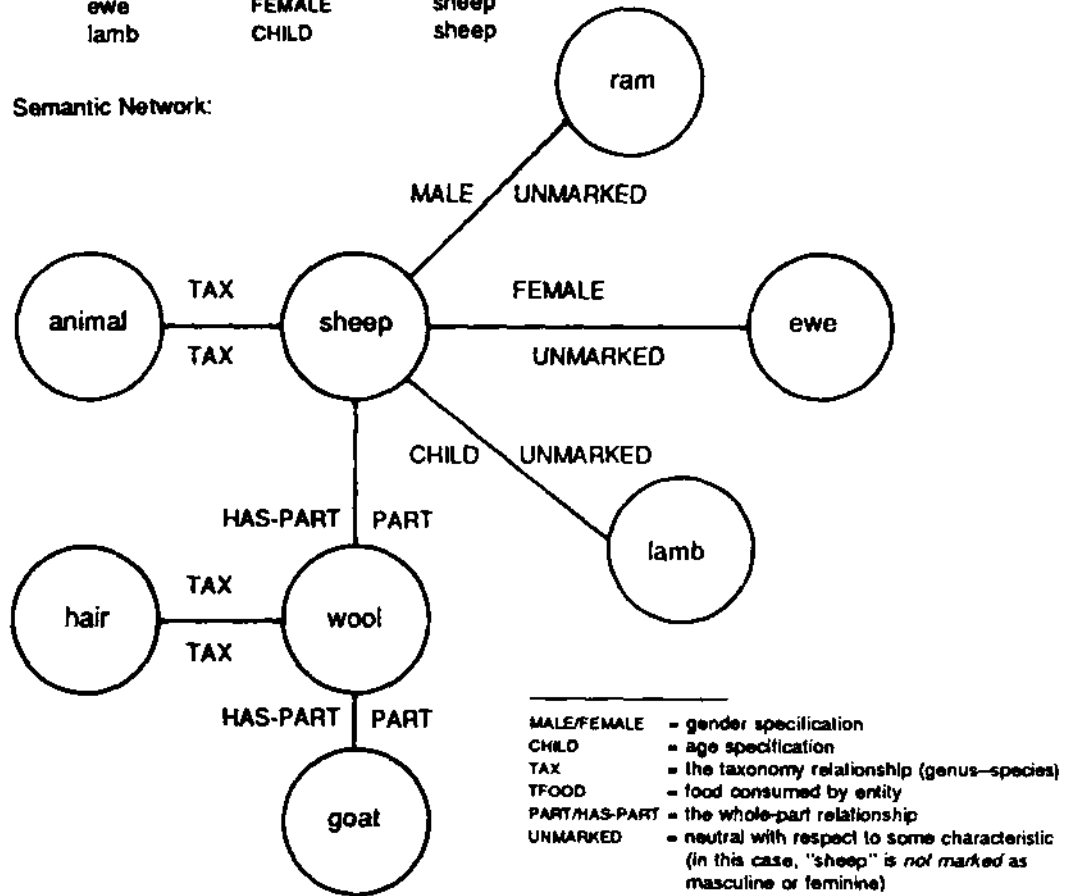 ewe FEMALE sheep
lamb CHILD sheep
Semantic Network:
ram
MALE UNMARKED
TAX
FEMALE
animal
sheep
ewe
TAX
UNMARKED
CHILD UNMARKED
HAS-PART PART
lamb
TAX
hair
wool
TAX
HAS-PART PART
goat
MALE/FEMALE = gender specification
CHILD = age specification
TAX = the taxonomy relationship (genus–species)
TFOOD = food consumed by entity
PART/HAS-PART = the whole-part relationship
UNMARKED = neutral with respect to some characteristic
(in this case, "sheep" is not marked as
masculine or feminine)